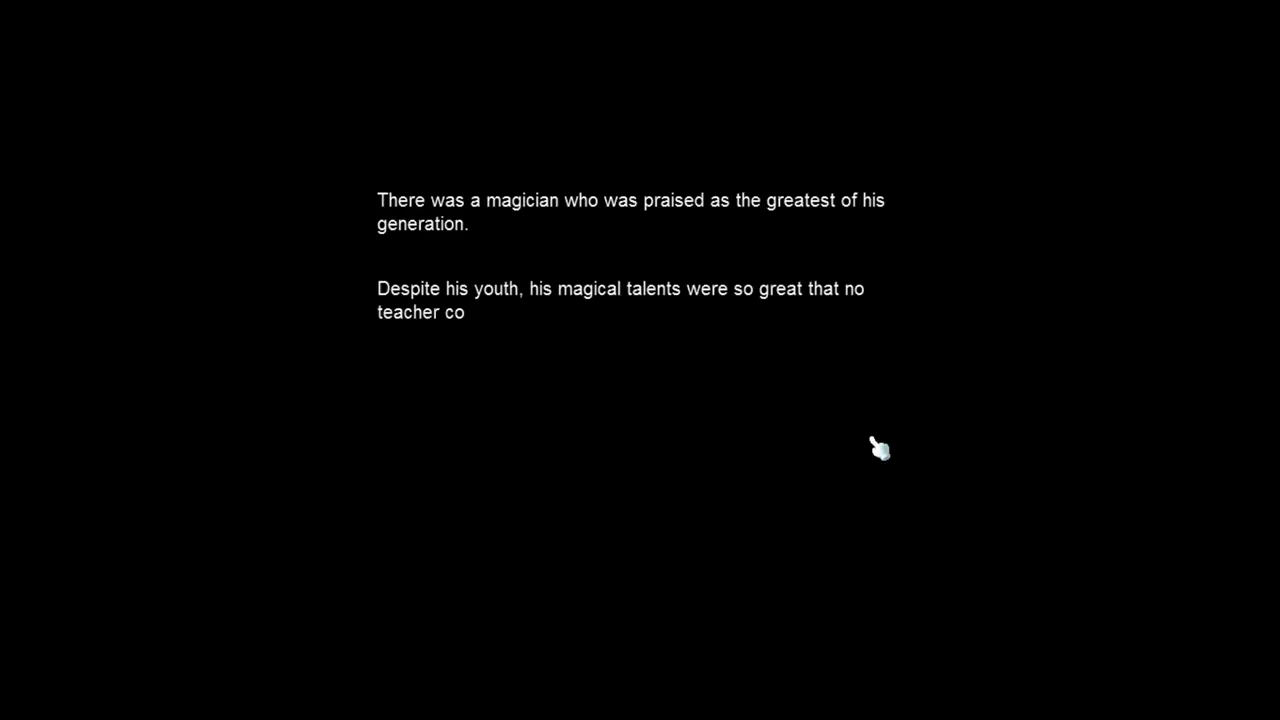 There was a magician who was praised as the greatest of his
generation.
Despite his youth, his magical talents were so great that no
teacher co